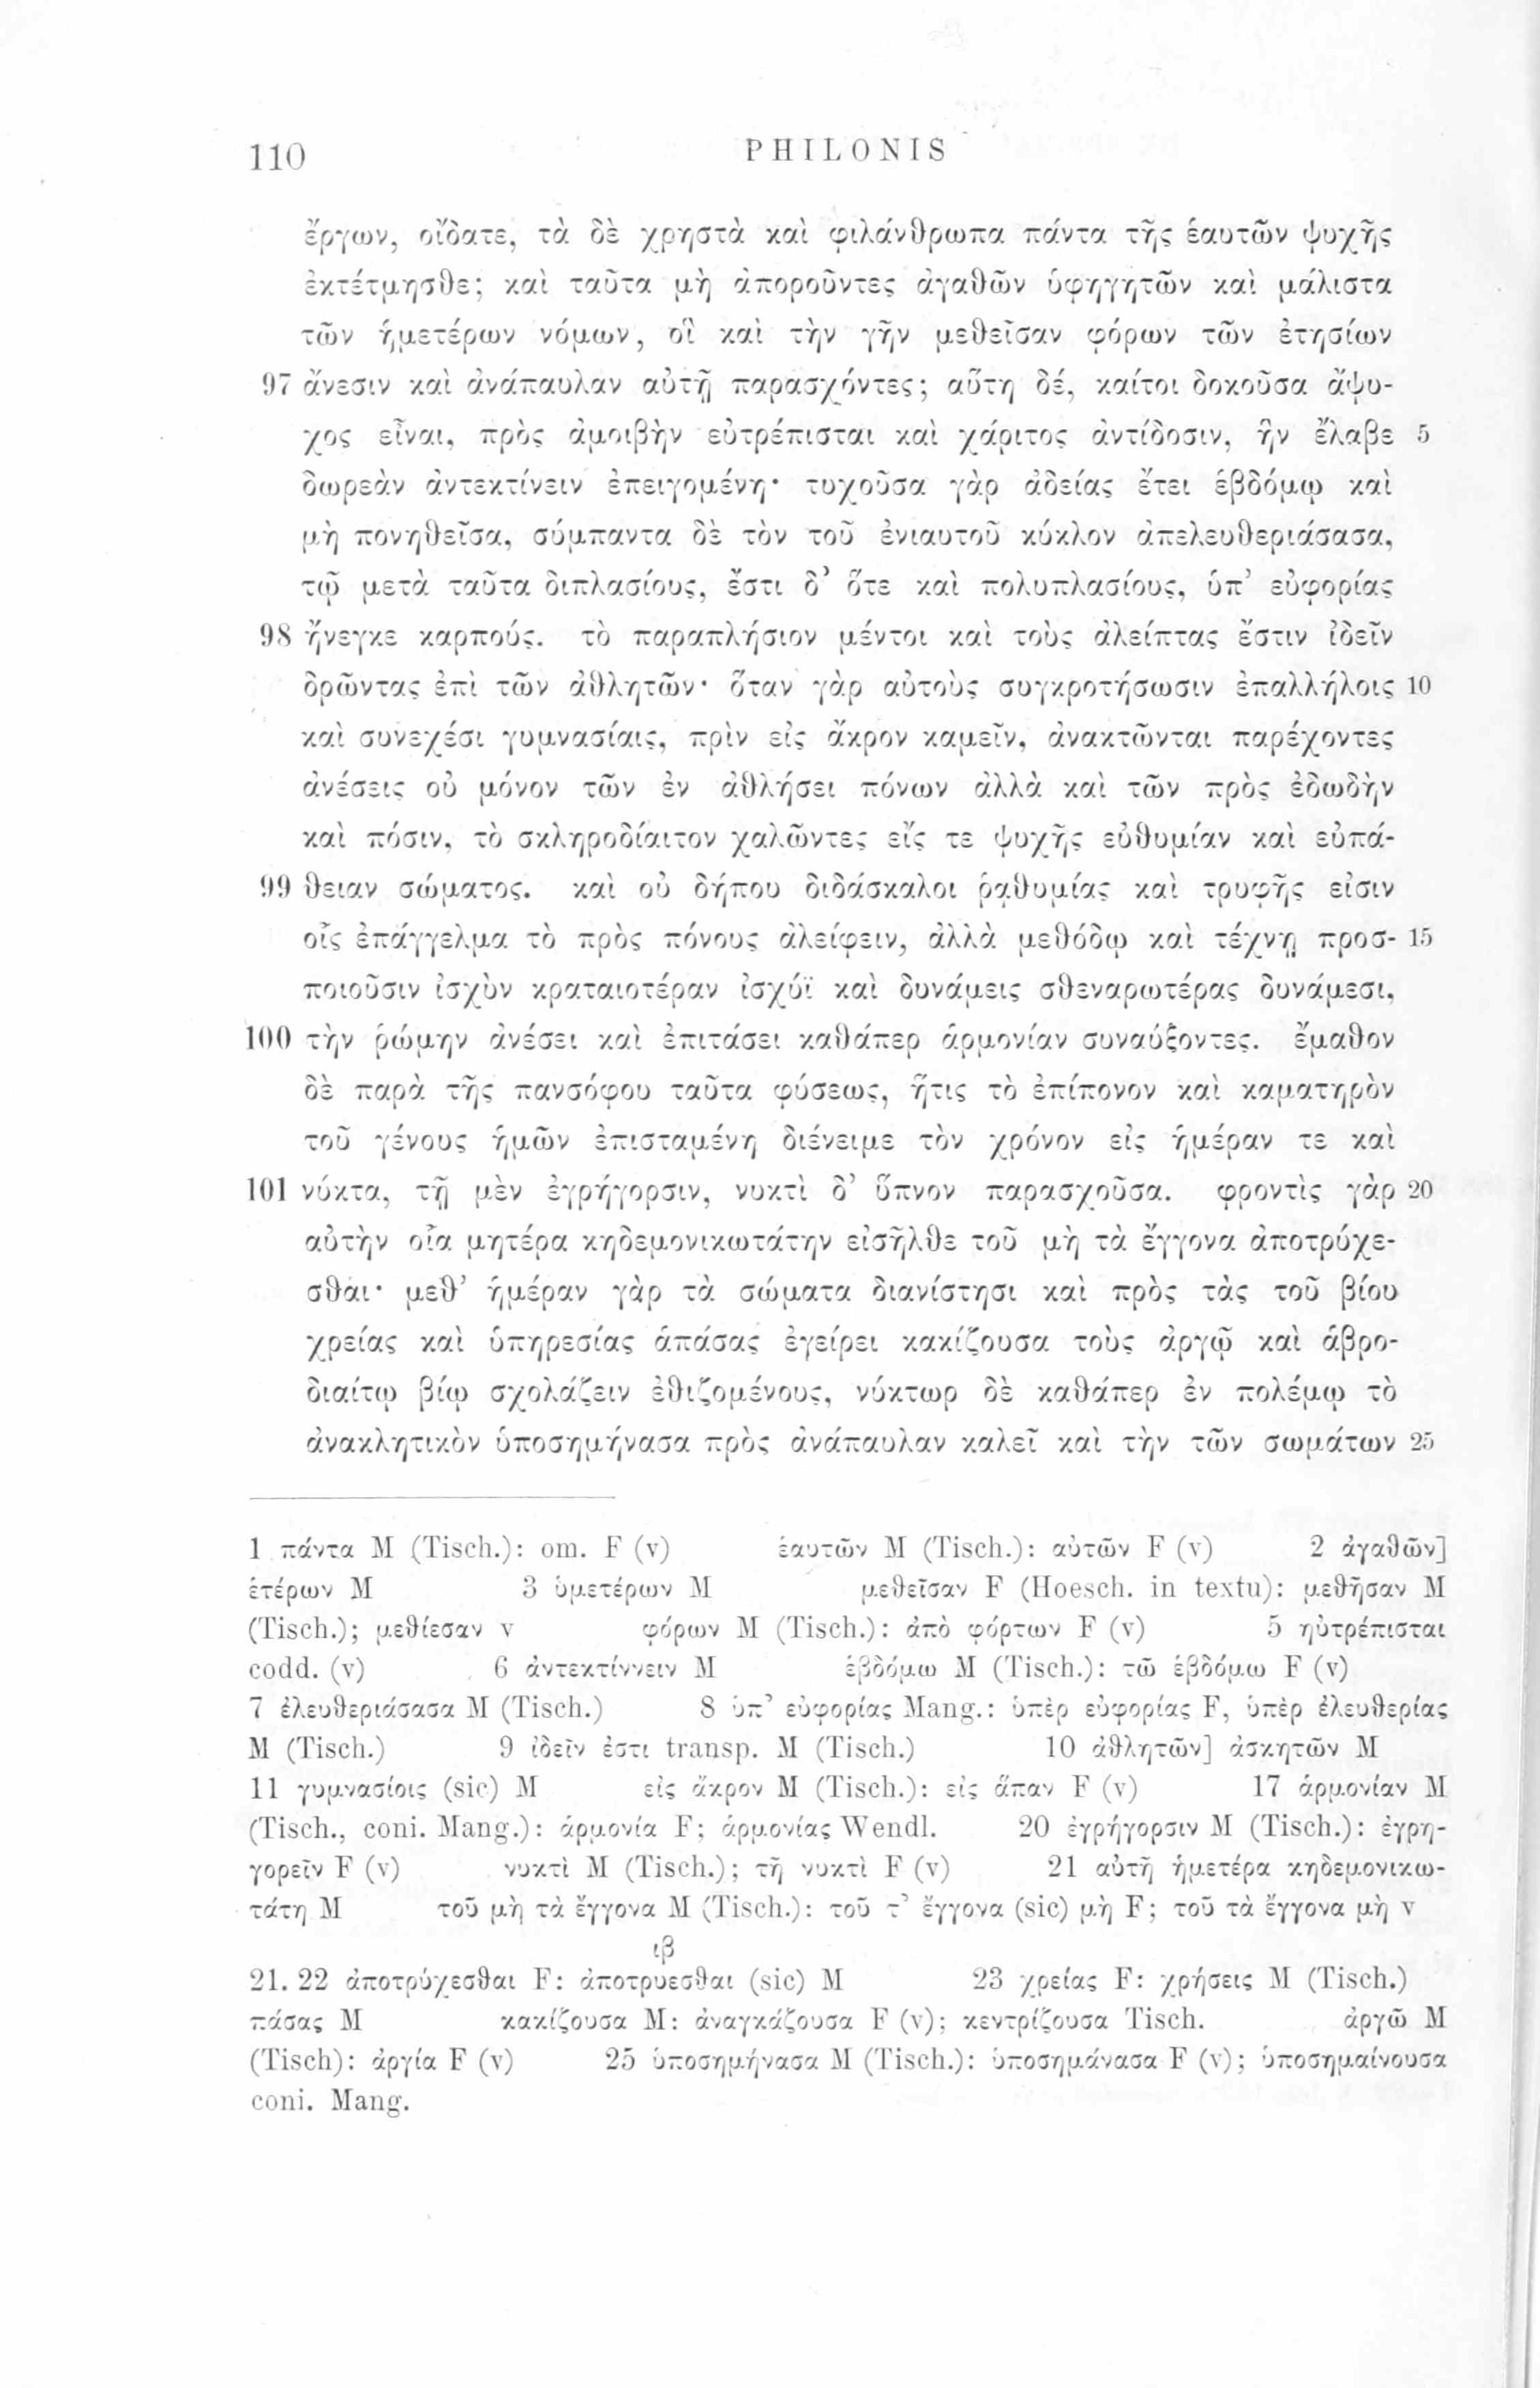 110 PHILONIS
ἔργων, οἴδατε, τὰ δὲ χρηστὰ καὶ φιλάνθρωπα πάντα τῆς ἑαυτῶν ψυχῆς
ἐκτέτμησθε; καὶ ταῦτα μὴ ἀποροῦντες ἀγαθῶν ὑφηγητῶν καὶ μάλιστα
τῶν ἡμετέρων νόμων, οἳ καὶ τὴν γῆν μεθεῖσαν φόρων τῶν ἐτησίων
97 ἄνεσιν καὶ ἀνάπαυλαν αὐτῇ παρασχόντες; αὕτη δέ, καίτοι δοκοῦσα ἄψυ-
χος εἶναι, πρὸς ἀμοιβὴν εὐτρέπισται καὶ χάριτος ἀντίδοσιν, ἣν ἔλαβε 5
δωρεὰν ἀντεκτίνειν ἐπειγομένη· τυχοῦσα γὰρ ἀδείας ἔτει ἑβδόμῳ καὶ
μὴ πονηθεῖσα, σύμπαντα δὲ τὸν τοῦ ἐνιαυτοῦ κύκλον ἀπελευθεριάσασα,
τῷ μετὰ ταῦτα διπλασίους, ἔστι δ’ ὅτε καὶ πολυπλασίους, ὑπ’ εὐφορίας
98 ἤνεγκε καρπούς. τὸ παραπλήσιον μέντοι καὶ τοὺς ἀλείπτας ἔστιν ἰδεῖν
δρῶντας ἐπὶ τῶν ἀθλητῶν· ὅταν γὰρ αὐτοὺς συγκροτήσωσιν ἐπαλλήλοις 10
καὶ συνεχέσι γυμνασίαις, πρὶν εἰς ἄκρον καμεῖν, ἀνακτῶνται παρέχοντες
ἀνέσεις οὐ μόνον τῶν ἐν ἀθλήσει πόνων ἀλλὰ καὶ τῶν πρὸς ἐδωδὴν
καὶ πόσιν, τὸ σκληροδίαιτον χαλῶντες εἴς τε ψυχῆς εὐθυμίαν καὶ εὐπά-
99 θειαν σώματος. καὶ οὐ δήπου διδάσκαλοι ῥᾳθυμίας καὶ τρυφῆς εἰσιν
οἷς ἐπάγγελμα τὸ πρὸς πόνους ἀλείφειν, ἀλλὰ μεθόδῳ καὶ τέχνῃ προσ- 15
ποιοῦσιν ἰσχὺν κραταιοτέραν ἰσχύϊ καὶ δυνάμεις σθεναρωτέρας δυνάμεσι,
100 τὴν ῥώμην ἀνέσει καὶ ἐπιτάσει καθάπερ ἁρμονίαν συναύξοντες. ἔμαθον
δὲ παρὰ τῆς πανσόφου ταῦτα φύσεως, ἥτις τὸ ἐπίπονον καὶ καματηρὸν
τοῦ γένους ἡμῶν ἐπισταμένη διένειμε τὸν χρόνον εἰς ἡμέραν τε καὶ
101 νύκτα, τῇ μὲν ἐγρήγορσιν, νυκτὶ δ’ ὕπνον παρασχοῦσα. φροντὶς γὰρ 20
αὐτὴν οἷα μητέρα κηδεμονικωτάτην εἰσῆλθε τοῦ μὴ τὰ ἔγγονα ἀποτρύχε-
σθαι· μεθ’ ἡμέραν γὰρ τὰ σώματα διανίστησι καὶ πρὸς τὰς τοῦ βίου
χρείας καὶ ὑπηρεσίας ἁπάσας ἐγείρει κακίζουσα τοὺς ἀργῷ καὶ ἁβρο-
διαίτῳ βίῳ σχολάζειν ἐθιζομένους, νύκτωρ δὲ καθάπερ ἐν πολέμῳ τὸ
ἀνακλητικὸν ὑποσημήνασα πρὸς ἀνάπαυλαν καλεῖ καὶ τὴν τῶν σωμάτων 25
1 πάντα M (Tisch.): om. F (v) ἑαυτῶν M (Tisch.): αὐτῶν F (v) 2 ἀγαθῶν]
ἑτέρων M 3 ὑμετέρων M μεθεῖσαν F (Hoesch. in textu): μεθῆσαν M
(Tisch.); μεθίεσαν v φόρων M (Tisch.): ἀπὸ φόρτων F (v) 5 ηὐτρέπισται
codd. (v) 6 ἀντεκτίννειν M ἑβδόμω M (Tisch.): τῶ ἑβδόμω F (v)
7 ἐλευθεριάσασα M (Tisch.) 8 ὑπ’ εὐφορίας Mang.: ὑπὲρ εὐφορίας F, ὑπὲρ ἐλευθερίας
M (Tisch.) 9 ἰδεῖν ἐστι transp. M (Tisch.) 10 ἀθλητῶν] ἀσκητῶν M
11 γυμνασίοις (sic) M εἰς ἄκρον M (Tisch.): εἰς ἅπαν F (v) 17 ἁρμονίαν M
(Tisch., coni. Mang.): ἁρμονία F; ἁρμονίας Wendl. 20 ἐγρήγορσιν M (Tisch.): ἐγρη-
γορεῖν F (v) νυκτὶ M (Tisch.); τῆ νυκτὶ F (v) 21 αὐτῆ ἡμετέρα κηδεμονικω-
τάτη M τοῦ μὴ τὰ ἔγγονα M (Tisch.): τοῦ τ’ ἔγγονα (sic) μὴ F; τοῦ τὰ ἔγγονα μὴ v
ιβ
21. 22 ἀποτρύχεσθαι F: ἀποτρυεσθαι (sic) M 23 χρείας F: χρήσεις M (Tisch.)
πάσας M κακίζουσα M: ἀναγκάζουσα F (v); κεντρίζουσα Tisch. ἀργῶ M
(Tisch): ἀργία F (v) 25 ὑποσημήνασα M (Tisch.): ὑποσημάνασα F (v); ὑποσημαίνουσα
coni. Mang.